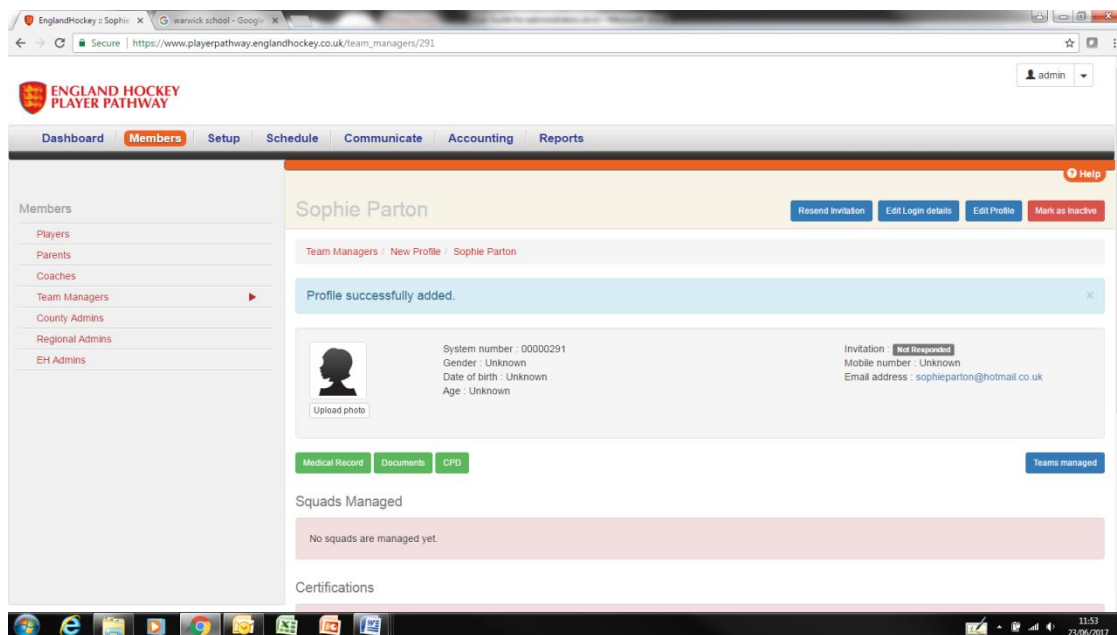 EnglandHockey :: Sophie
warwick school - Google
Secure | https://www.playerpathway.englandhockey.co.uk/team_managers/291
admin
ENGLAND HOCKEY
PLAYER PATHWAY
Dashboard Members Setup Schedule Communicate Accounting Reports
Help
Members
Players
Parents
Coaches
Team Managers
County Admins
Regional Admins
EH Admins
Sophie Parton
Resend Invitation Edit Login details Edit Profile Mark as Inactive
Team Managers / New Profile / Sophie Parton
Profile successfully added. ×
Upload photo
System number : 00000291
Gender : Unknown
Date of birth : Unknown
Age : Unknown
Invitation : Not Responded
Mobile number : Unknown
Email address : sophieparton@hotmail.co.uk
Medical Record Documents CPD Teams managed
Squads Managed
No squads are managed yet.
Certifications
11:53
23/06/2017